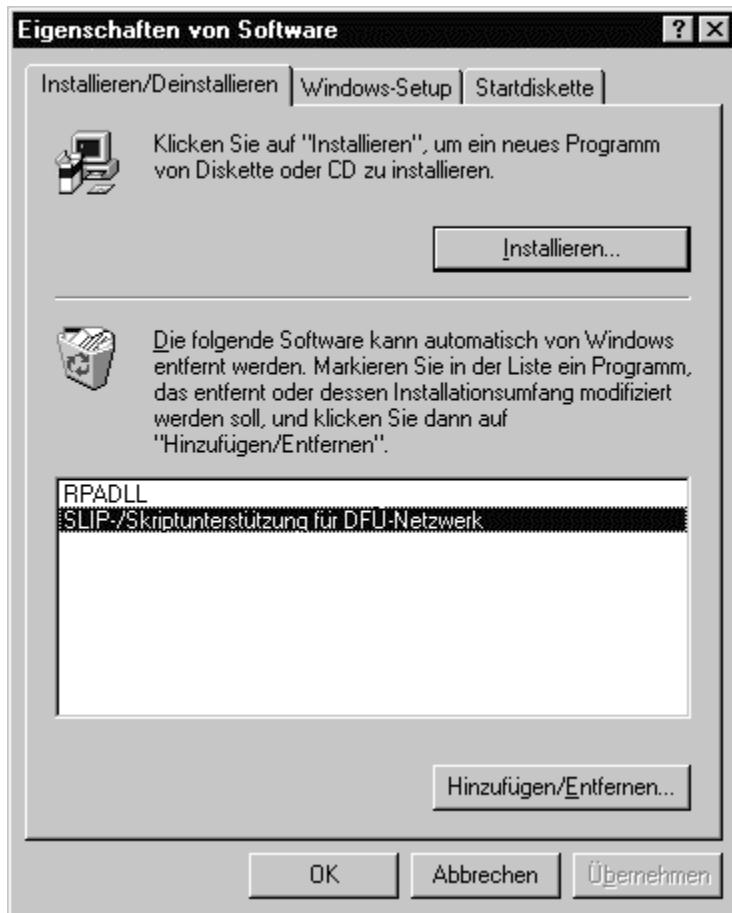 Eigenschaften von Software
Installieren/Deinstallieren
Windows-Setup
Startdiskette
Klicken Sie auf "Installieren", um ein neues Programm
von Diskette oder CD zu installieren.
Installieren...
Die folgende Software kann automatisch von Windows
entfernt werden. Markieren Sie in der Liste ein Programm,
das entfernt oder dessen Installationsumfang modifiziert
werden soll, und klicken Sie dann auf
"Hinzufügen/Entfernen".
RPADLL
SLIP-/Skriptunterstützung für DFÜ-Netzwerk
Hinzufügen/Entfernen...
OK
Abbrechen
Übernehmen